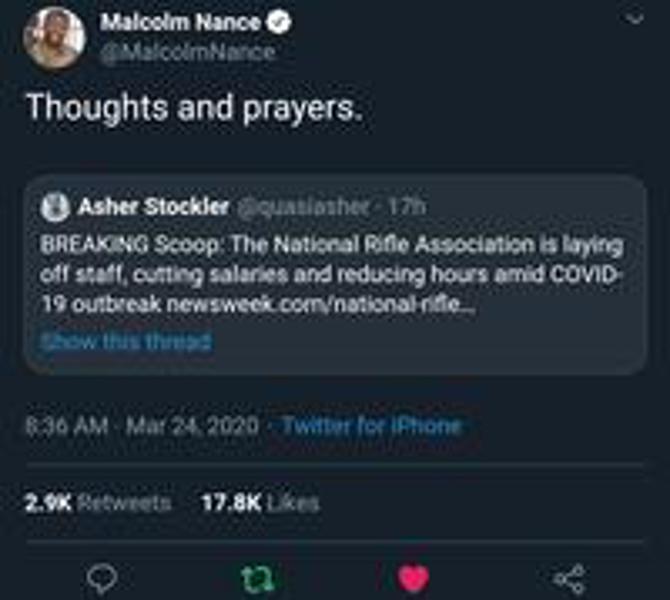 Malcolm Nance
@MalcolmNance
Thoughts and prayers.
Asher Stockler @quasiasher · 17h
BREAKING Scoop: The National Rifle Association is laying
off staff, cutting salaries and reducing hours amid COVID-
19 outbreak newsweek.com/national-rifle...
Show this thread
8:36 AM · Mar 24, 2020 · Twitter for iPhone
2.9K Retweets 17.8K Likes